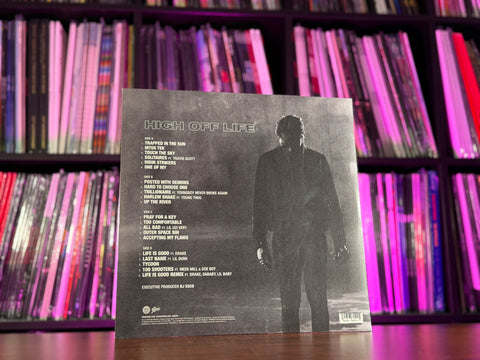 HIGH OFF LIFE
SIDE A
TRAPPED IN THE SUN
HITEK TEK
TOUCH THE SKY
SOLITAIRES FT. TRAVIS SCOTT
RIDIN STRIKERS
ONE OF MY
SIDE B
POSTED WITH DEMONS
HARD TO CHOOSE ONE
TRILLIONAIRE FT. YOUNGBOY NEVER BROKE AGAIN
HARLEM SHAKE FT. YOUNG THUG
UP THE RIVER
SIDE C
PRAY FOR A KEY
TOO COMFORTABLE
ALL BAD FT. LIL UZI VERT
OUTER SPACE BIH
ACCEPTING MY FLAWS
SIDE D
LIFE IS GOOD FT. DRAKE
LAST NAME FT. LIL DURK
TYCOON
100 SHOOTERS FT. MEEK MILL & DOE BOY
LIFE IS GOOD REMIX FT. DRAKE, DABABY, LIL BABY
EXECUTIVE PRODUCER DJ ESCO
Epic